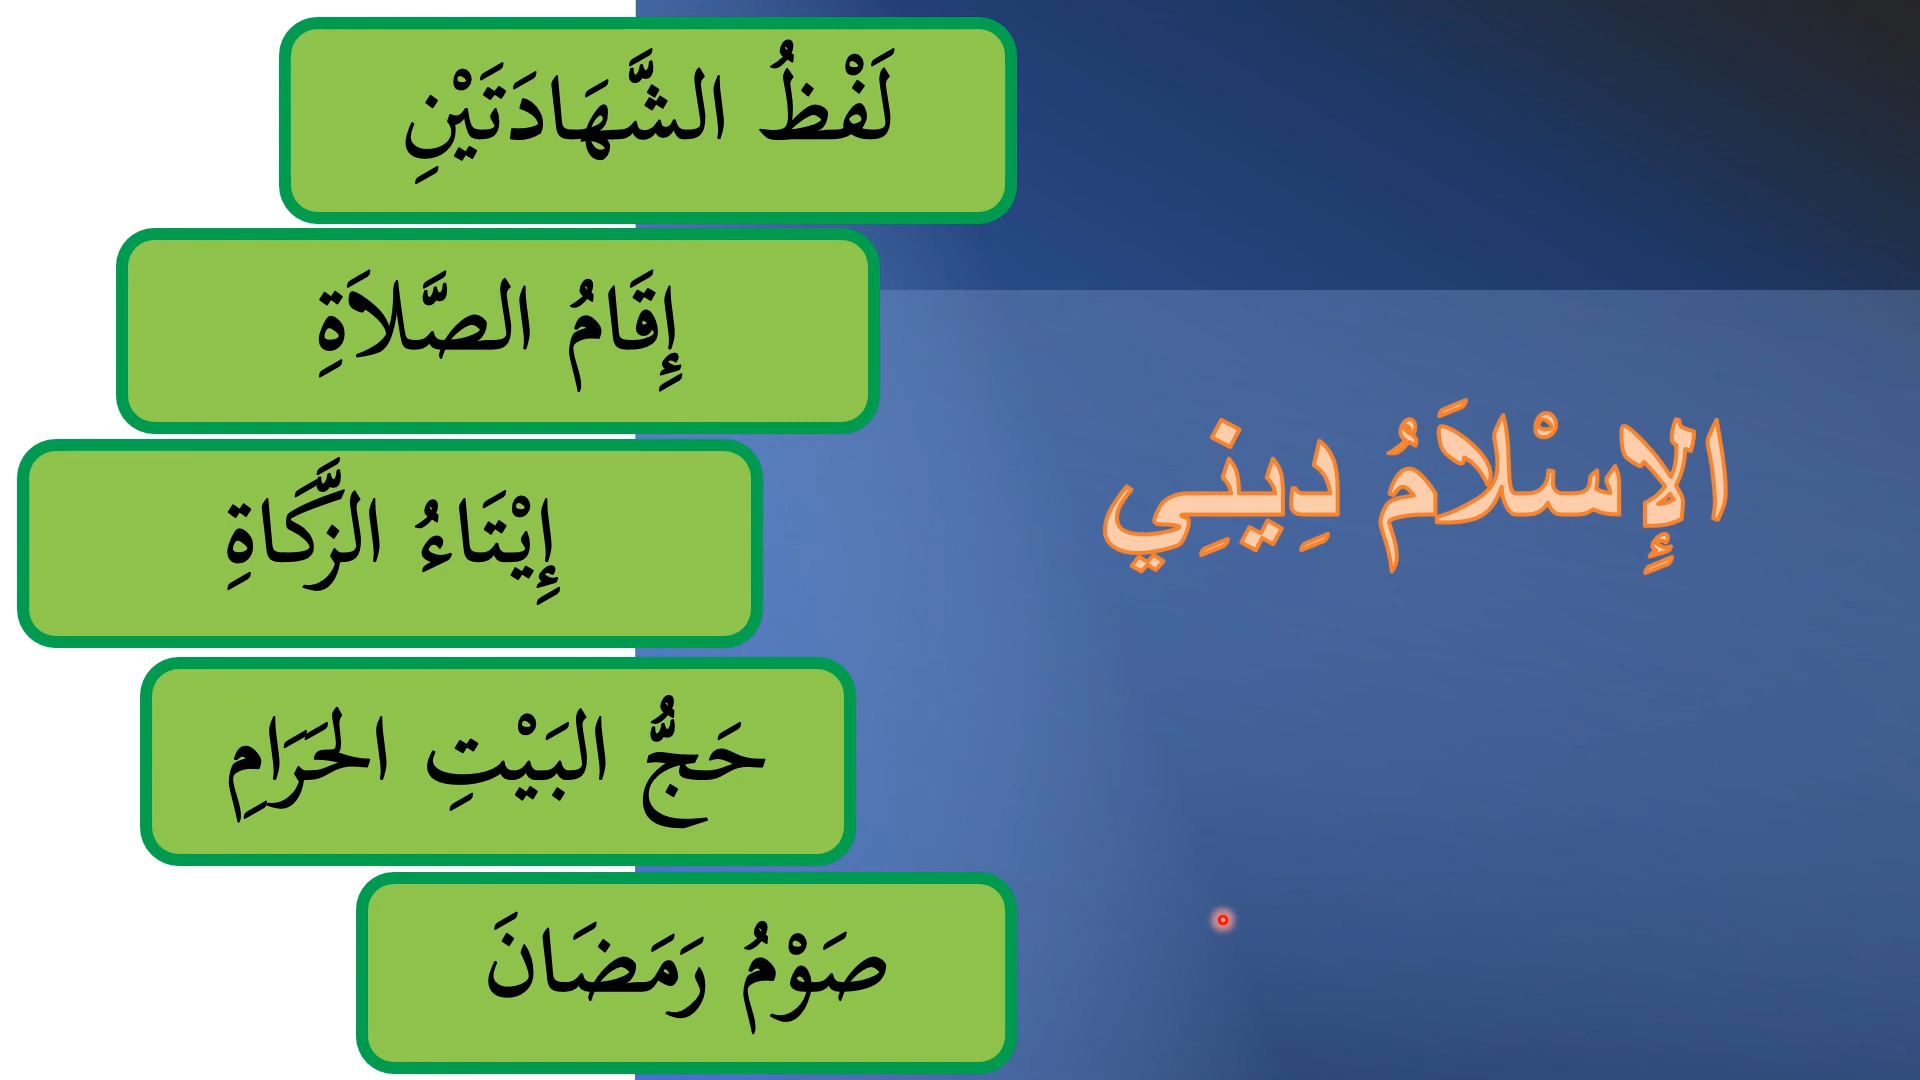 لَفْظُ الشَّهَادَتَيْنِ
إِقَامُ الصَّلاَةِ
الإِسْلاَمُ دِينِي
إِيْتَاءُ الزَّكَاةِ
حَجُّ البَيْتِ الحَرَامِ
صَوْمُ رَمَضَانَ